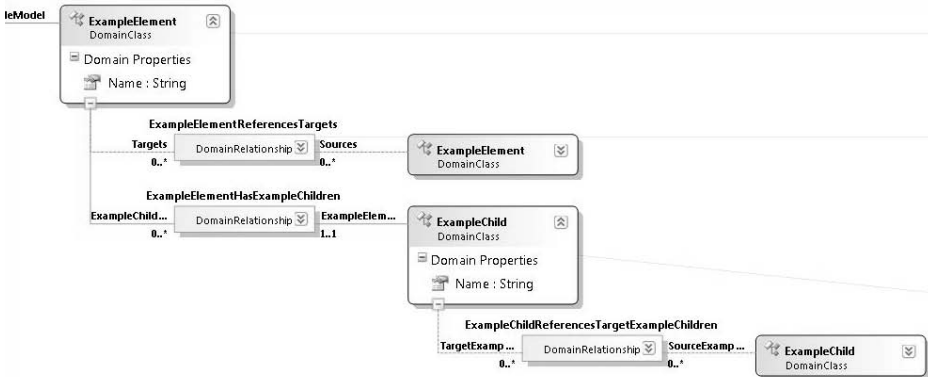 leModel
ExampleElement
DomainClass
Domain Properties
Name : String
ExampleElementReferencesTargets
Targets
DomainRelationship
Sources
0..*
0..*
ExampleElement
DomainClass
ExampleElementHasExampleChildren
ExampleChild...
DomainRelationship
ExampleElem...
0..*
1..1
ExampleChild
DomainClass
Domain Properties
Name : String
ExampleChildReferencesTargetExampleChildren
TargetExamp ...
DomainRelationship
SourceExamp ...
0..*
0..*
ExampleChild
DomainClass